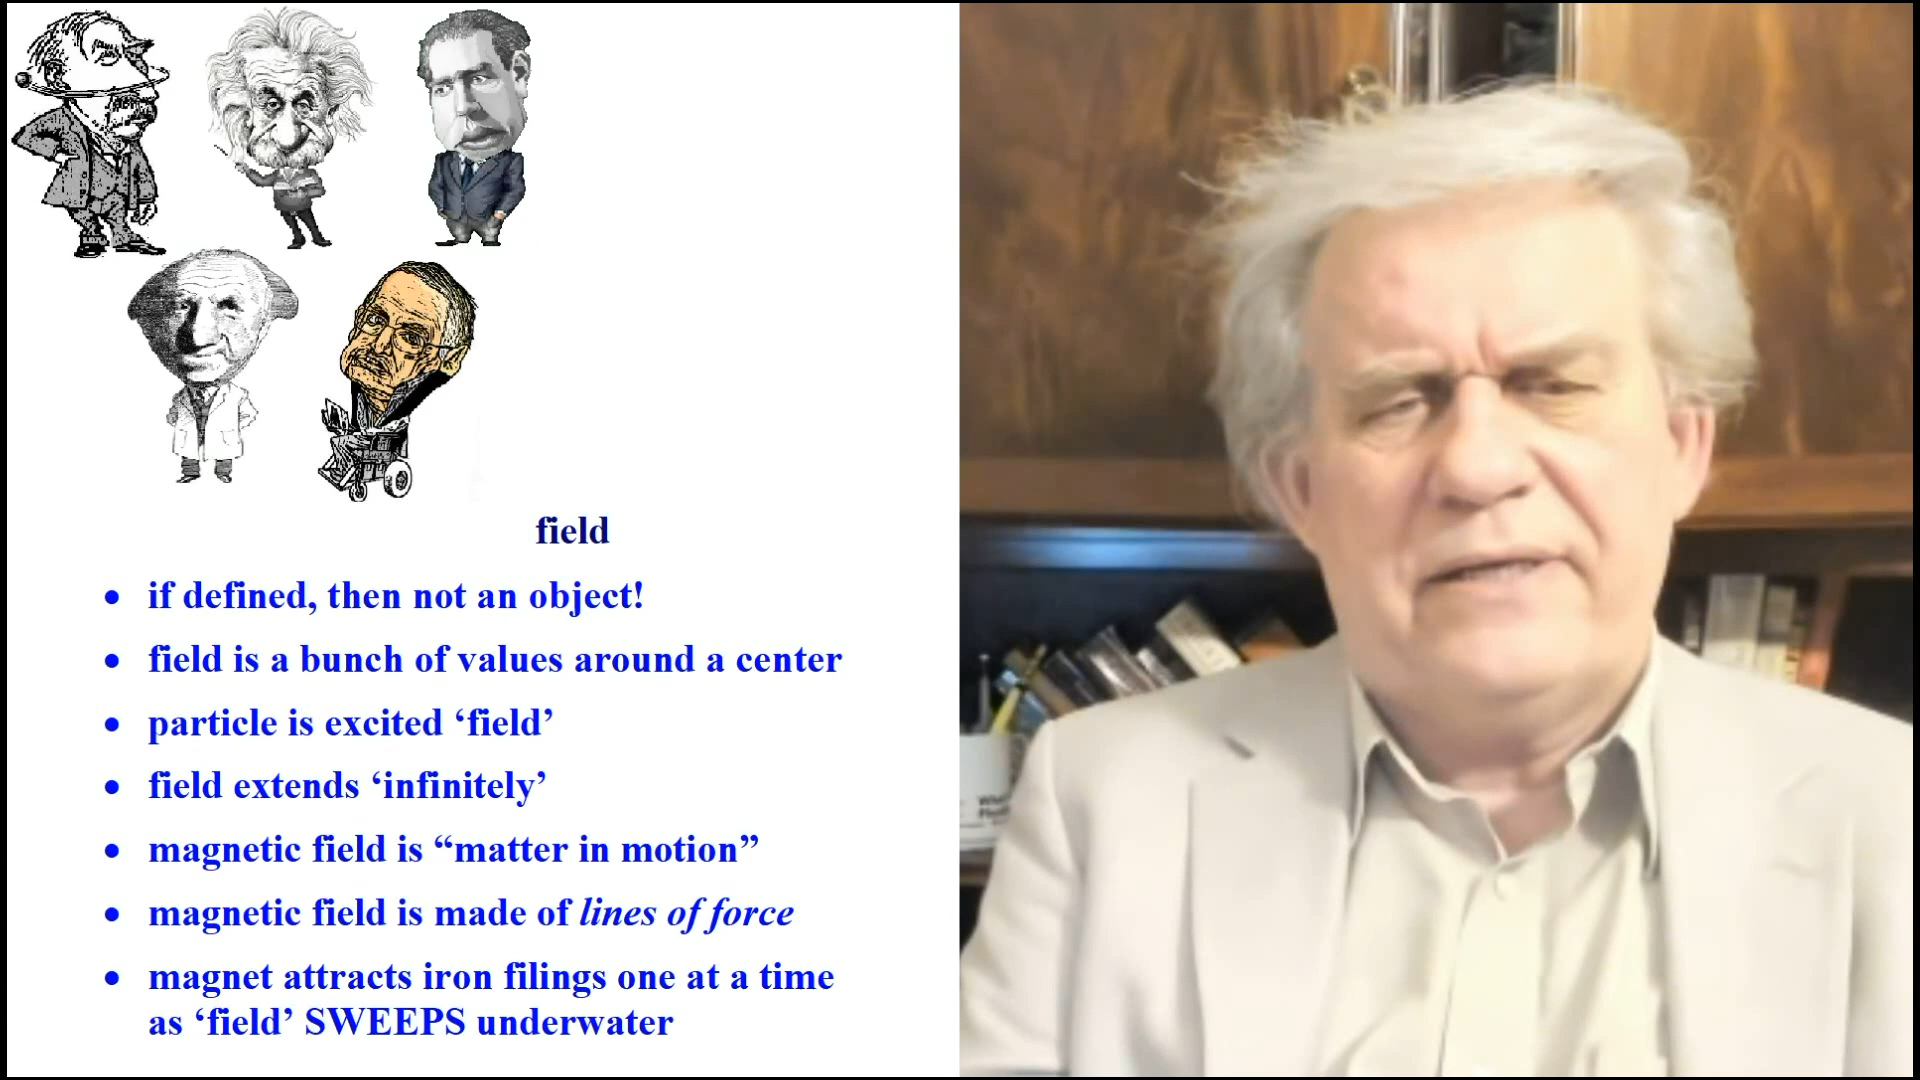 field
• if defined, then not an object!
• field is a bunch of values around a center
• particle is excited ‘field’
• field extends ‘infinitely’
• magnetic field is “matter in motion”
• magnetic field is made of lines of force
• magnet attracts iron filings one at a time
as ‘field’ SWEEPS underwater